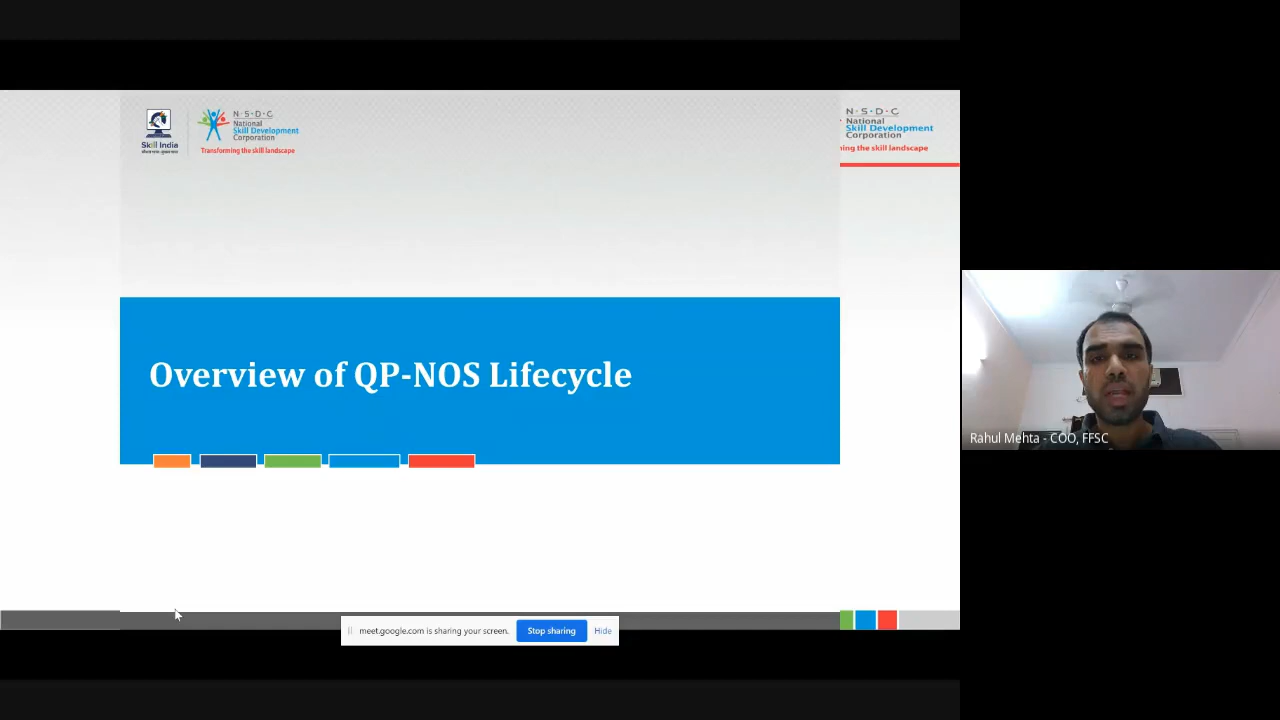 Skill India
N·S·D·C
National
Skill Development
Corporation
Transforming the skill landscape
N·S·D·C
National
Skill Development
Corporation
ing the skill landscape
Overview of QP-NOS Lifecycle
Rahul Mehta - COO, FFSC
meet.google.com is sharing your screen.
Stop sharing
Hide